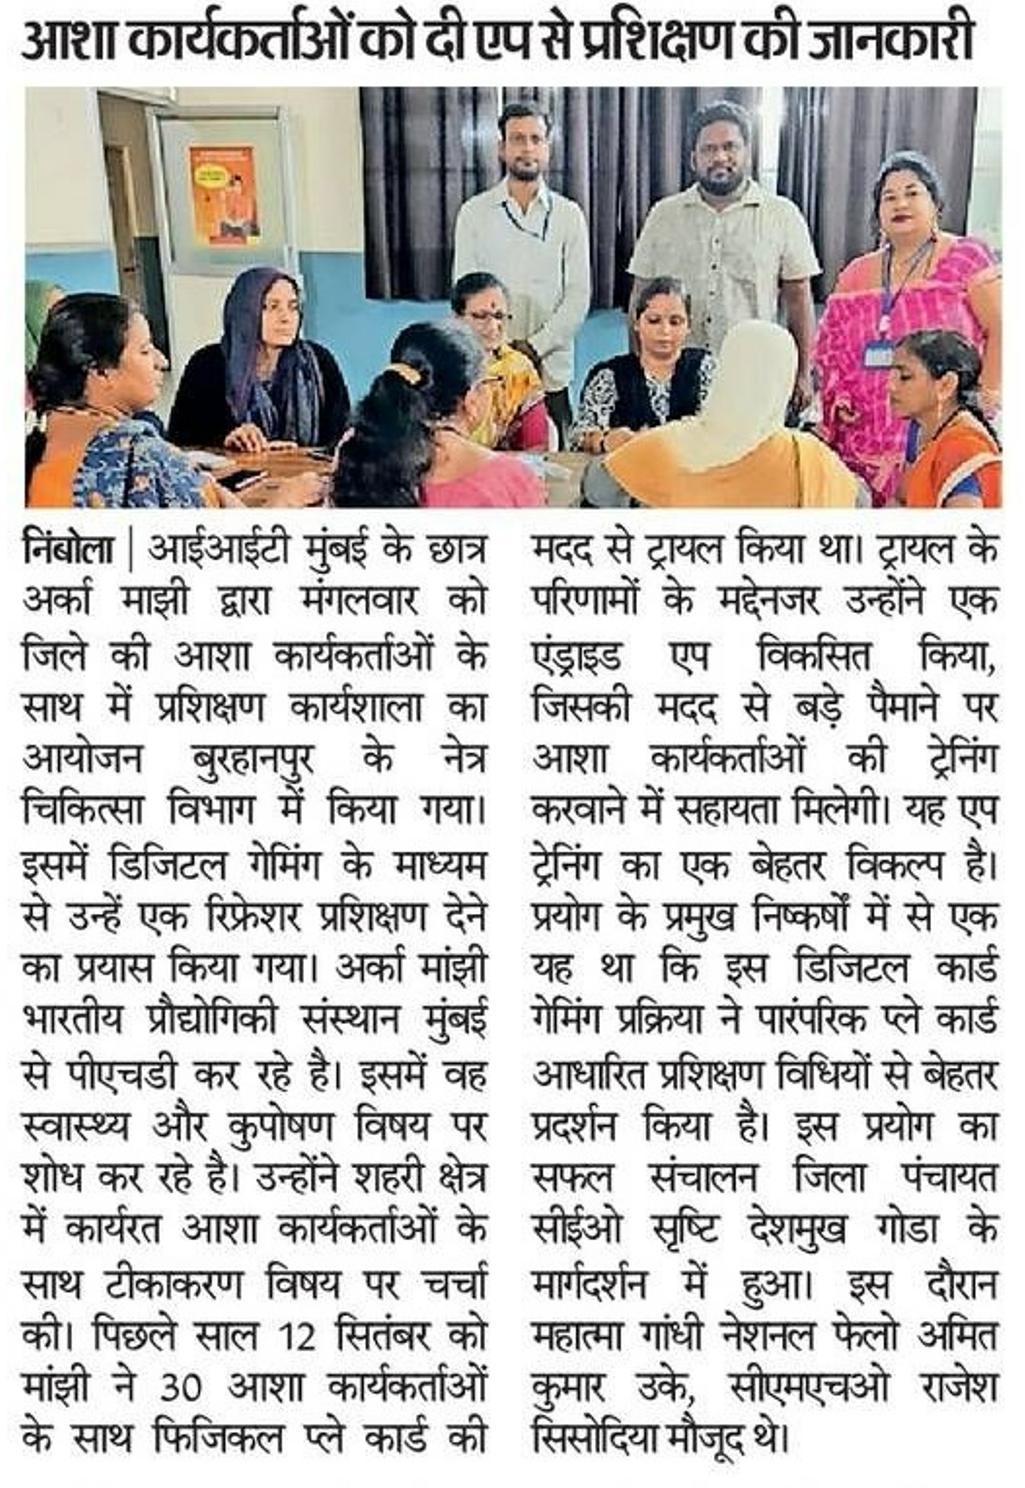 आशा कार्यकर्ताओं को दी एप से प्रशिक्षण की जानकारी
निंबोला | आईआईटी मुंबई के छात्र
अर्का माझी द्वारा मंगलवार को
जिले की आशा कार्यकर्ताओं के
साथ में प्रशिक्षण कार्यशाला का
आयोजन बुरहानपुर के नेत्र
चिकित्सा विभाग में किया गया।
इसमें डिजिटल गेमिंग के माध्यम
से उन्हें एक रिफ्रेशर प्रशिक्षण देने
का प्रयास किया गया। अर्का मांझी
भारतीय प्रौद्योगिकी संस्थान मुंबई
से पीएचडी कर रहे है। इसमें वह
स्वास्थ्य और कुपोषण विषय पर
शोध कर रहे है। उन्होंने शहरी क्षेत्र
में कार्यरत आशा कार्यकर्ताओं के
साथ टीकाकरण विषय पर चर्चा
की। पिछले साल 12 सितंबर को
मांझी ने 30 आशा कार्यकर्ताओं
के साथ फिजिकल प्ले कार्ड की
मदद से ट्रायल किया था। ट्रायल के
परिणामों के मद्देनजर उन्होंने एक
एंड्राइड एप विकसित किया,
जिसकी मदद से बड़े पैमाने पर
आशा कार्यकर्ताओं की ट्रेनिंग
करवाने में सहायता मिलेगी। यह एप
ट्रेनिंग का एक बेहतर विकल्प है।
प्रयोग के प्रमुख निष्कर्षों में से एक
यह था कि इस डिजिटल कार्ड
गेमिंग प्रक्रिया ने पारंपरिक प्ले कार्ड
आधारित प्रशिक्षण विधियों से बेहतर
प्रदर्शन किया है। इस प्रयोग का
सफल संचालन जिला पंचायत
सीईओ सृष्टि देशमुख गोडा के
मार्गदर्शन में हुआ। इस दौरान
महात्मा गांधी नेशनल फेलो अमित
कुमार उके, सीएमएचओ राजेश
सिसोदिया मौजूद थे।